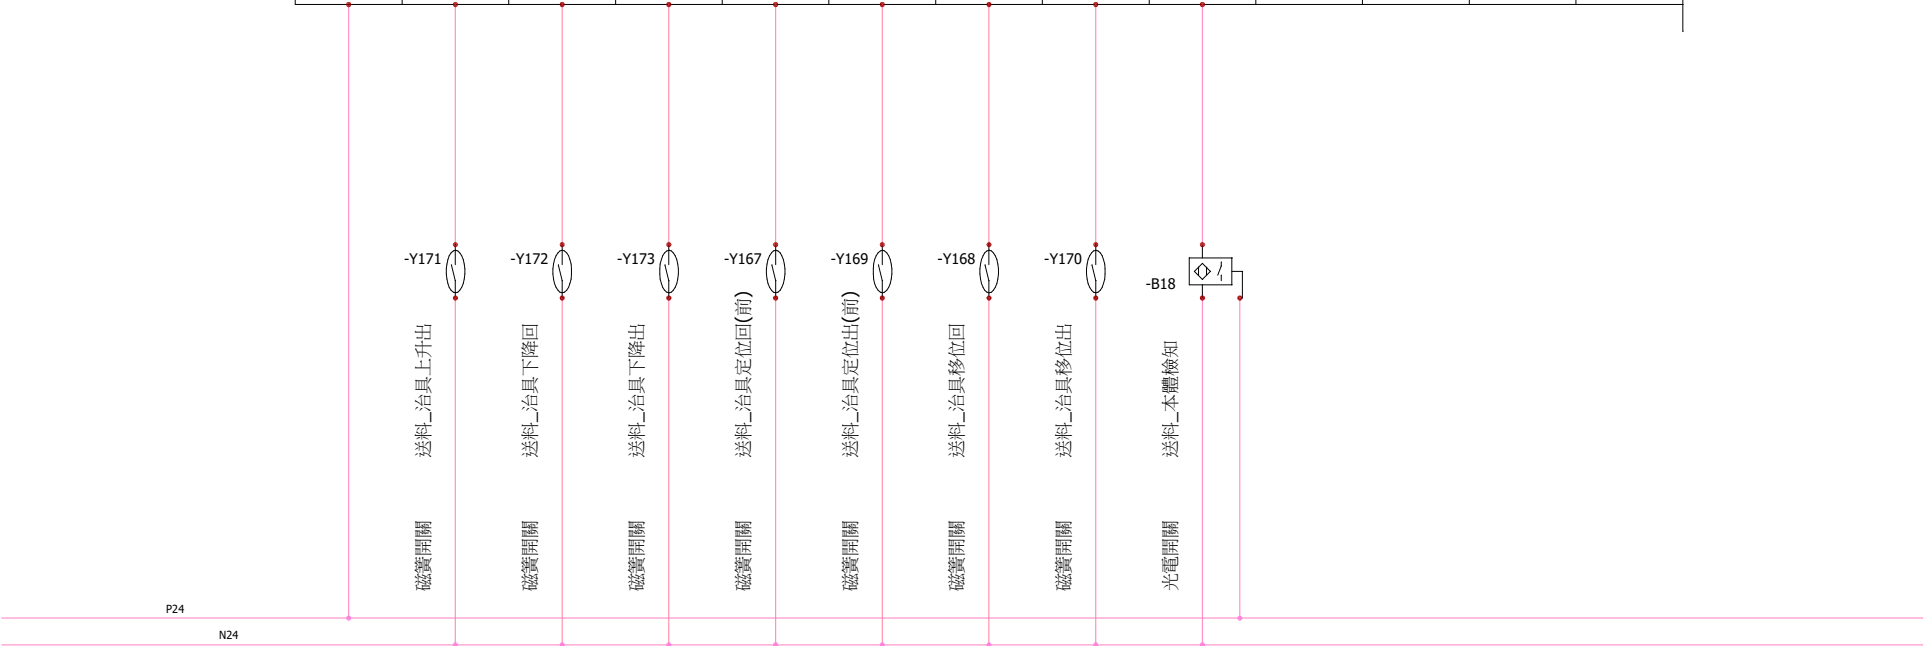 -Y171
-Y172
-Y173
-Y167
-Y169
-Y168
-Y170
-B18
送料_治具上升出
送料_治具下降回
送料_治具下降出
送料_治具定位回(前)
送料_治具定位出(前)
送料_治具移位回
送料_治具移位出
送料_本體檢知
磁簧開關
磁簧開關
磁簧開關
磁簧開關
磁簧開關
磁簧開關
磁簧開關
光電開關
P24
N24